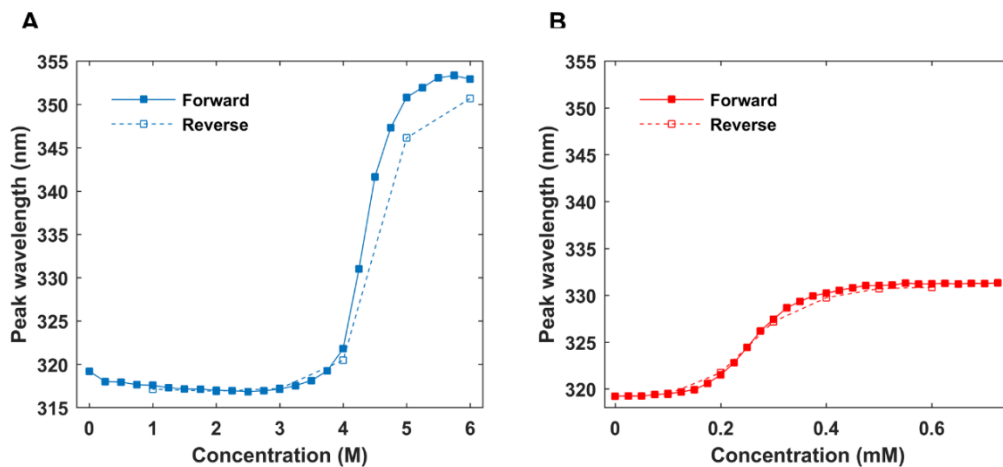 A
B
355
350
345
340
335
330
325
320
315
Peak wavelength (nm)
Forward
Reverse
0
1
2
3
4
5
6
Concentration (M)
355
350
345
340
335
330
325
320
Peak wavelength (nm)
Forward
Reverse
0
0.2
0.4
0.6
Concentration (mM)